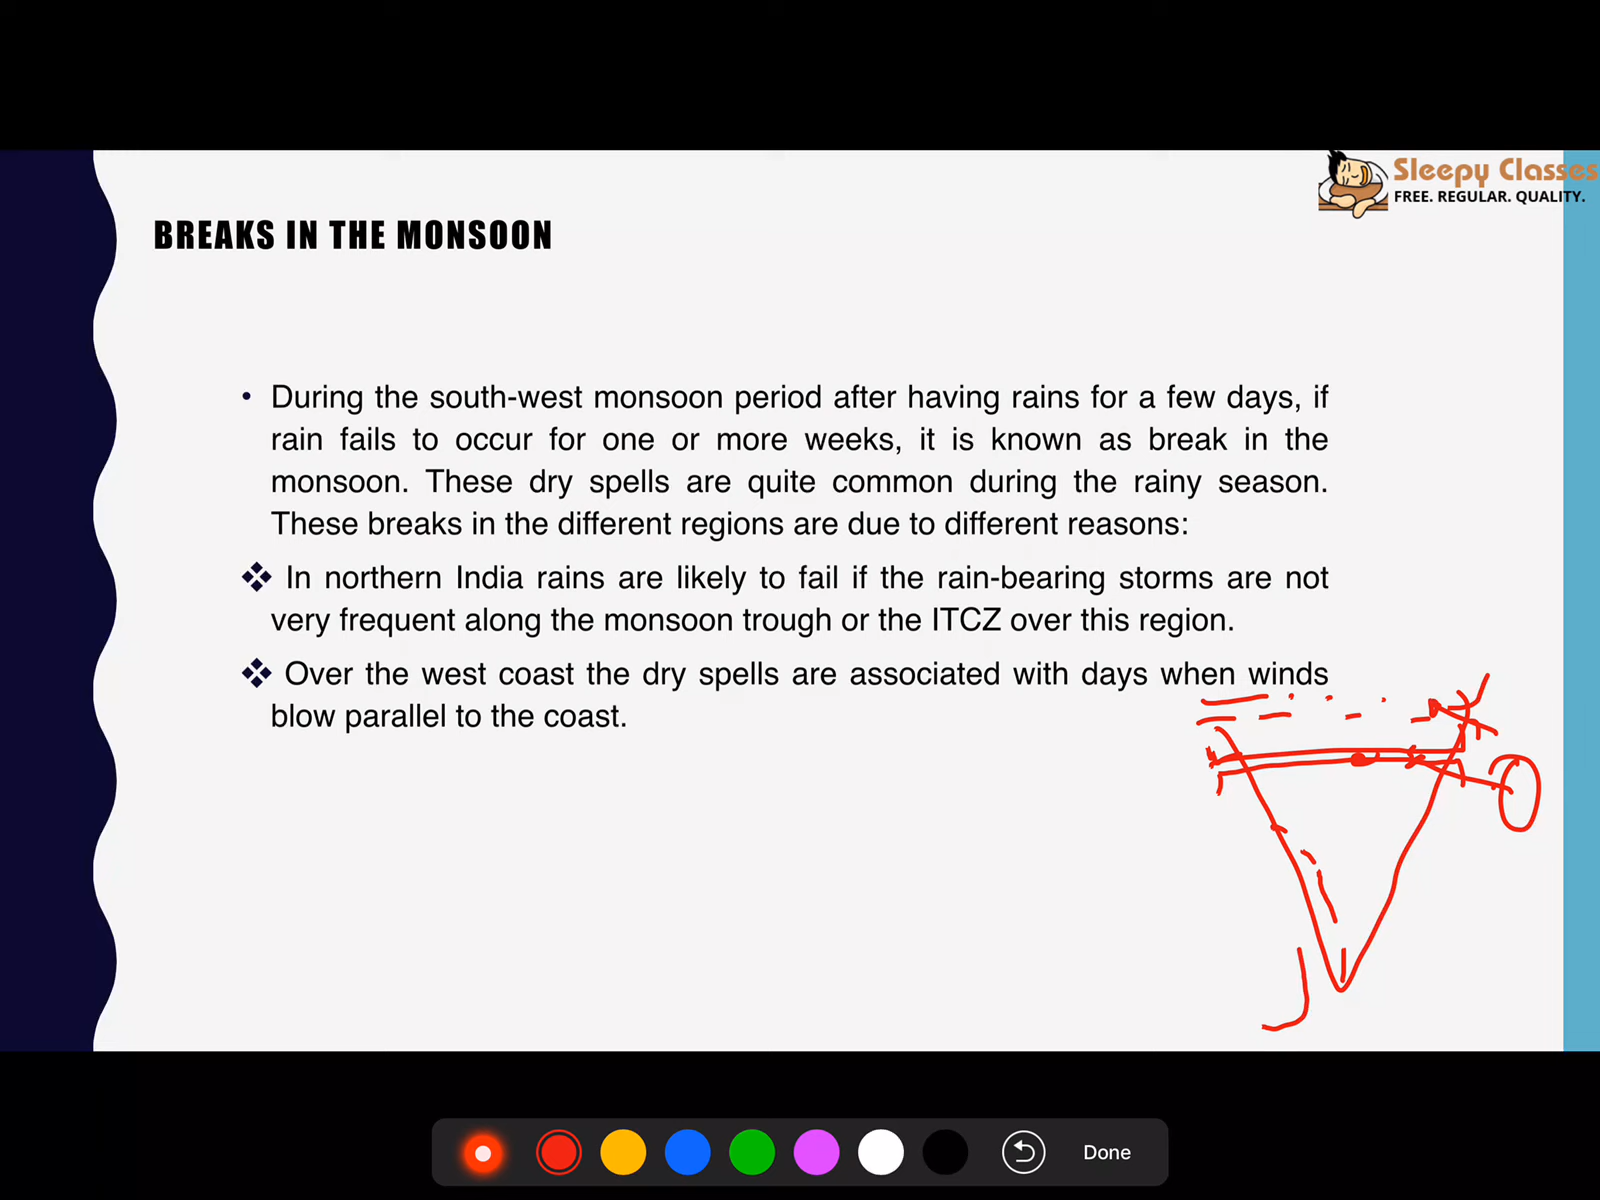 Sleepy Classes
FREE. REGULAR. QUALITY.
BREAKS IN THE MONSOON
• During the south-west monsoon period after having rains for a few days, if
rain fails to occur for one or more weeks, it is known as break in the
monsoon. These dry spells are quite common during the rainy season.
These breaks in the different regions are due to different reasons:
❖ In northern India rains are likely to fail if the rain-bearing storms are not
very frequent along the monsoon trough or the ITCZ over this region.
❖ Over the west coast the dry spells are associated with days when winds
blow parallel to the coast.
Done